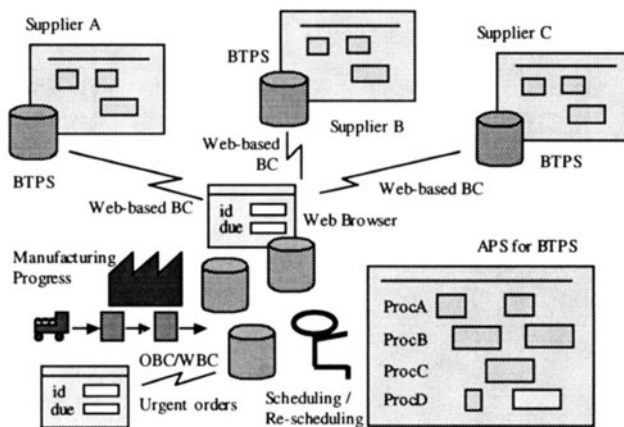 Supplier A
BTPS
Supplier C
BTPS
Supplier B
BTPS
Web-based
BC
Web-based BC
Web-based BC
id
due
Web Browser
Manufacturing
Progress
APS for BTPS
ProcA
ProcB
ProcC
ProcD
OBC/WBC
id
due
Urgent orders
Scheduling /
Re-scheduling